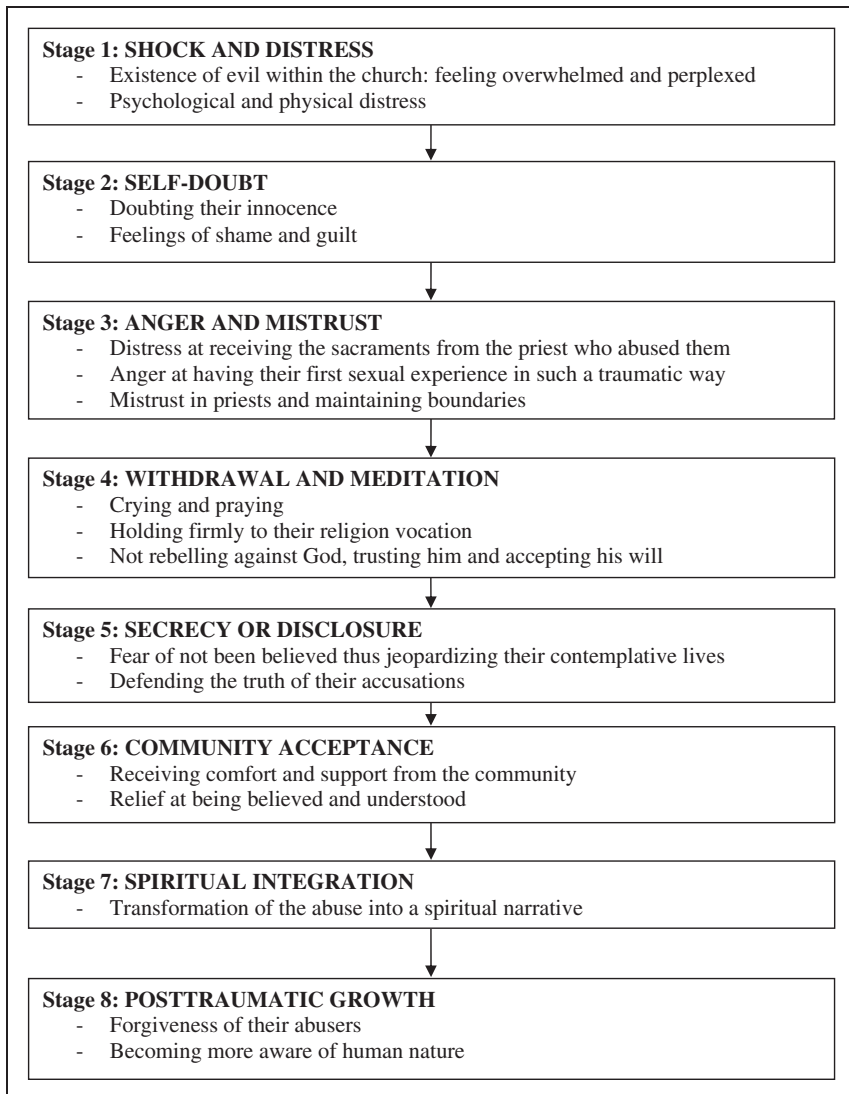 Stage 1: SHOCK AND DISTRESS
- Existence of evil within the church: feeling overwhelmed and perplexed
- Psychological and physical distress
Stage 2: SELF-DOUBT
- Doubting their innocence
- Feelings of shame and guilt
Stage 3: ANGER AND MISTRUST
- Distress at receiving the sacraments from the priest who abused them
- Anger at having their first sexual experience in such a traumatic way
- Mistrust in priests and maintaining boundaries
Stage 4: WITHDRAWAL AND MEDITATION
- Crying and praying
- Holding firmly to their religion vocation
- Not rebelling against God, trusting him and accepting his will
Stage 5: SECRECY OR DISCLOSURE
- Fear of not been believed thus jeopardizing their contemplative lives
- Defending the truth of their accusations
Stage 6: COMMUNITY ACCEPTANCE
- Receiving comfort and support from the community
- Relief at being believed and understood
Stage 7: SPIRITUAL INTEGRATION
- Transformation of the abuse into a spiritual narrative
Stage 8: POSTTRAUMATIC GROWTH
- Forgiveness of their abusers
- Becoming more aware of human nature